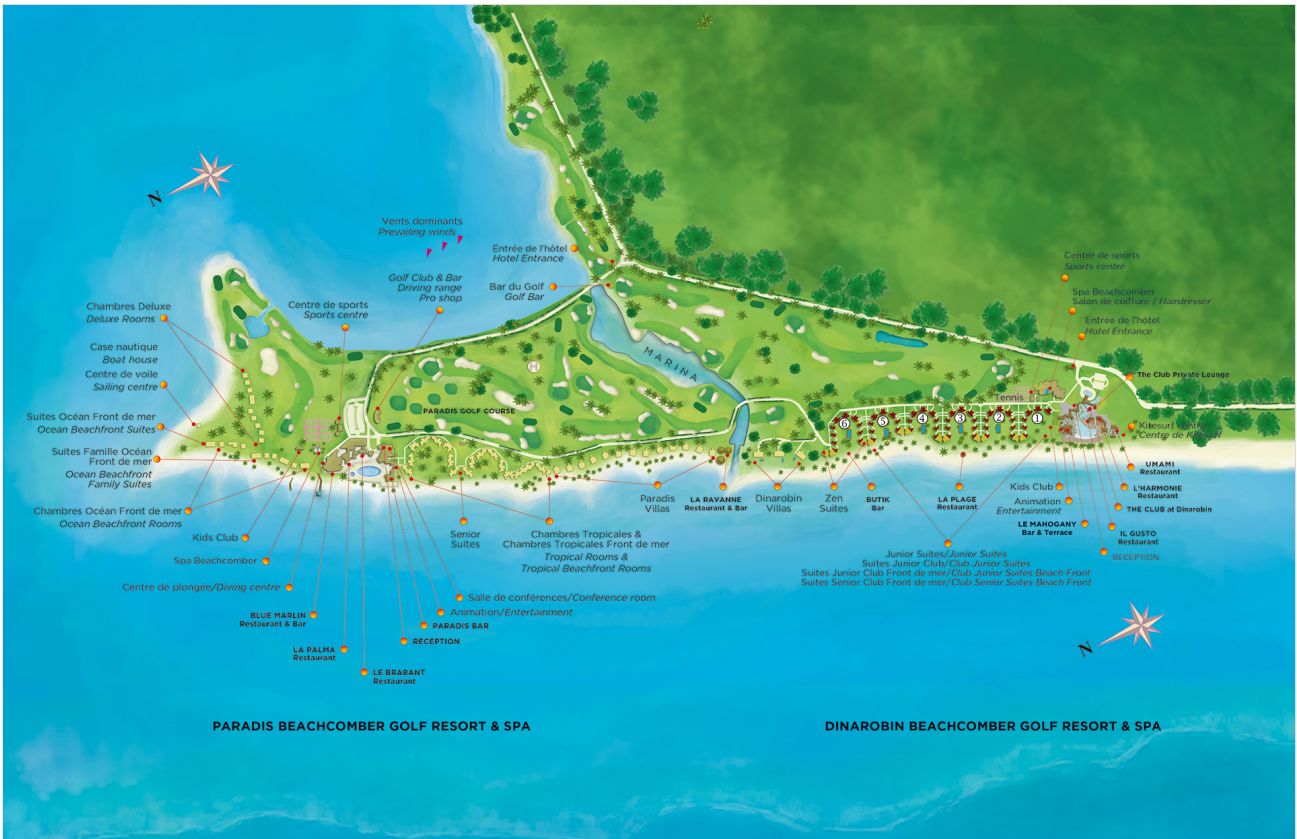 N
Vents dominants
Prevailing winds
Entrée de l'hôtel
Hotel Entrance
Bar du Golf
Golf Bar
Golf Club & Bar
Driving range
Pro shop
Centre de sports
Sports centre
Chambres Deluxe
Deluxe Rooms
Case nautique
Boat house
Centre de voile
Sailing centre
Suites Océan Front de mer
Ocean Beachfront Suites
Suites Famille Océan
Front de mer
Ocean Beachfront
Family Suites
Chambres Océan Front de mer
Ocean Beachfront Rooms
Kids Club
Spa Beachcomber
Centre de plongée/Diving centre
BLUE MARLIN
Restaurant & Bar
LA PALMA
Restaurant
LE BRABANT
Restaurant
RECEPTION
PARADIS BAR
Animation/Entertainment
Salle de conférences/Conference room
Senior
Suites
Chambres Tropicales &
Chambres Tropicales Front de mer
Tropical Rooms &
Tropical Beachfront Rooms
PARADIS GOLF COURSE
H
MARINA
Paradis
Villas
LA RAVANNE
Restaurant & Bar
Dinarobin
Villas
Zen
Suites
BUTIK
Bar
LA PLAGE
Restaurant
6
5
4
3
2
1
Tennis
Centre de sports
Sports centre
Spa Beachcomber
Salon de coiffure / Hairdresser
Entrée de l'hôtel
Hotel Entrance
The Club Private Lounge
Kitesurf Centre
Centre de Kitesurf
UMAMI
Restaurant
L'HARMONIE
Restaurant
THE CLUB at Dinarobin
IL GUSTO
Restaurant
RECEPTION
Kids Club
Animation
Entertainment
LE MAHOGANY
Bar & Terrace
Junior Suites/Junior Suites
Suites Junior Club/Club Junior Suites
Suites Junior Club Front de mer/Club Junior Suites Beach Front
Suites Senior Club Front de mer/Club Senior Suites Beach Front
N
PARADIS BEACHCOMBER GOLF RESORT & SPA
DINAROBIN BEACHCOMBER GOLF RESORT & SPA